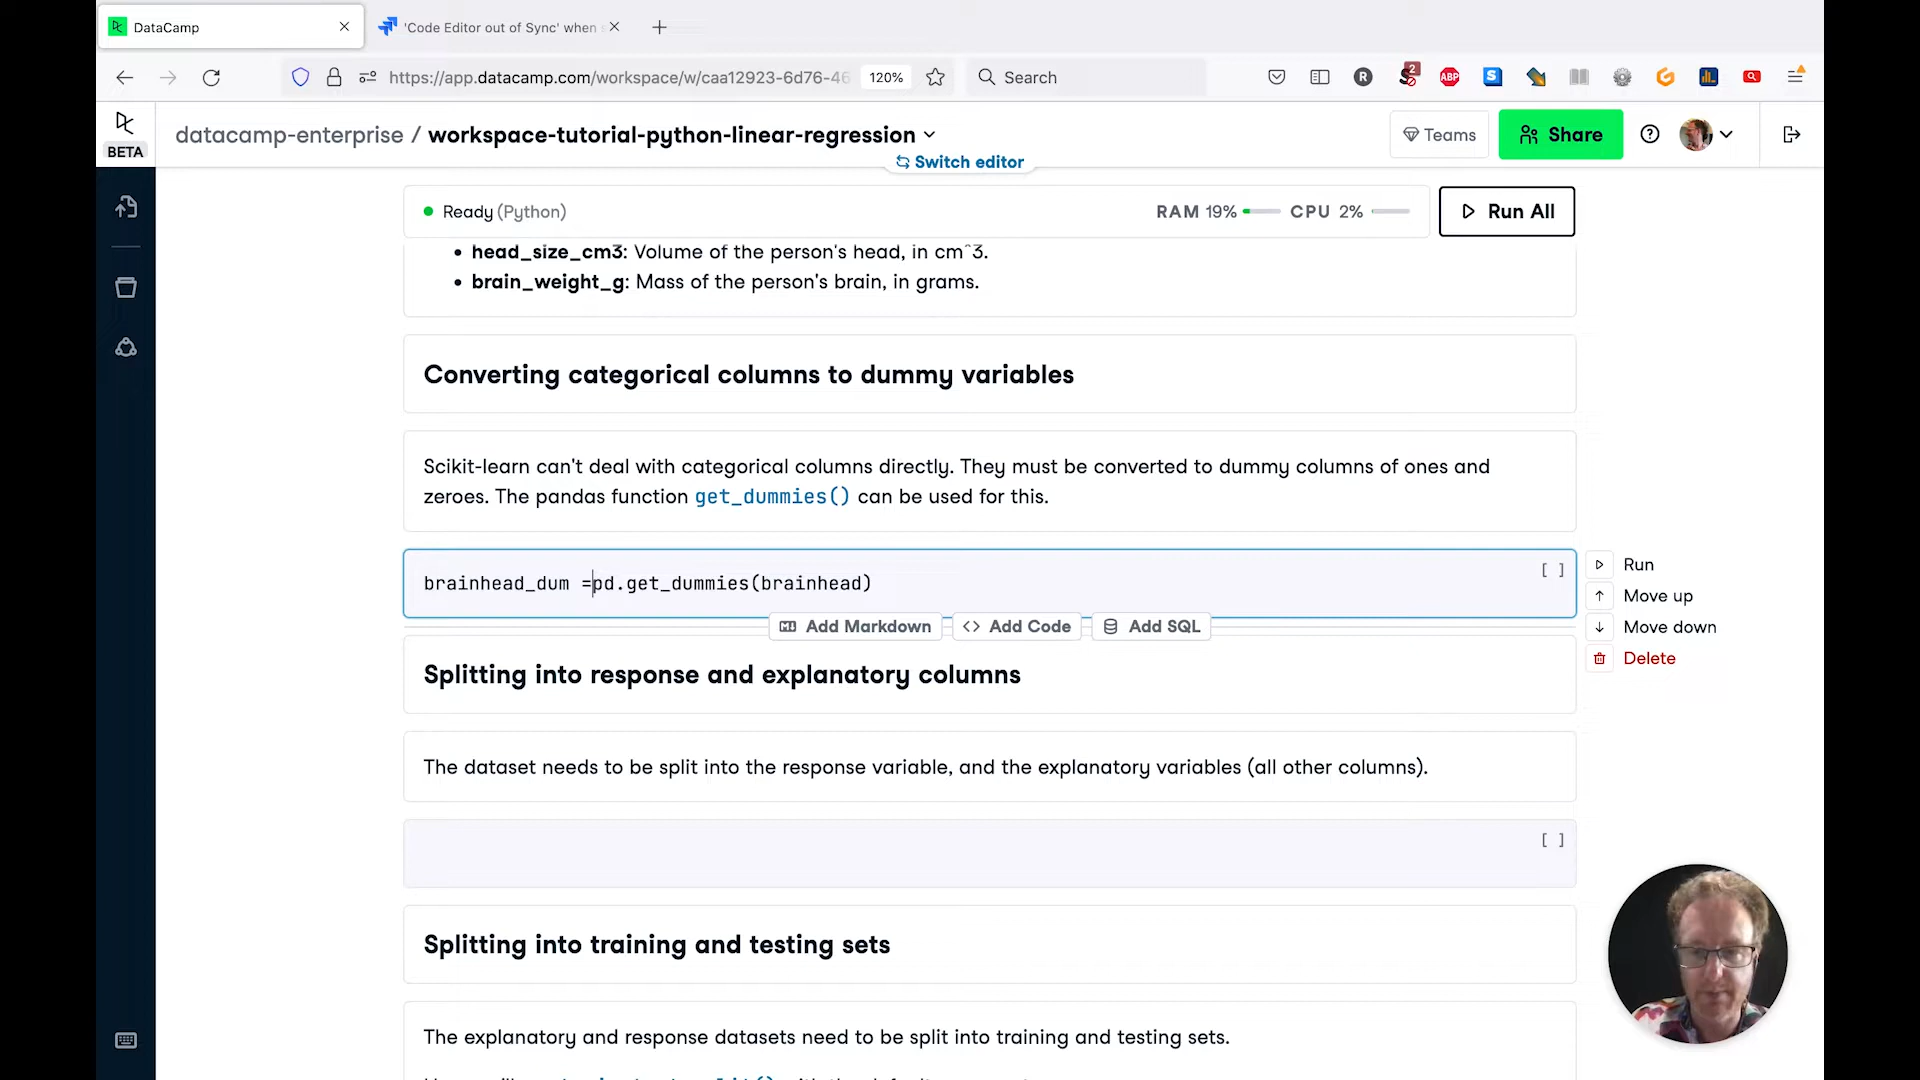 DataCamp
'Code Editor out of Sync' when
https://app.datacamp.com/workspace/w/caa12923-6d76-46
120%
Search
R
2
ABP
S
BETA
datacamp-enterprise / workspace-tutorial-python-linear-regression
Teams
Share
Switch editor
Ready (Python)
RAM 19%
CPU 2%
Run All
• head_size_cm3: Volume of the person's head, in cm^3.
• brain_weight_g: Mass of the person's brain, in grams.
Converting categorical columns to dummy variables
Scikit-learn can't deal with categorical columns directly. They must be converted to dummy columns of ones and
zeroes. The pandas function get_dummies() can be used for this.
brainhead_dum =pd.get_dummies(brainhead)
[ ]
Run
Move up
Move down
Delete
Add Markdown
Add Code
Add SQL
Splitting into response and explanatory columns
The dataset needs to be split into the response variable, and the explanatory variables (all other columns).
[ ]
Splitting into training and testing sets
The explanatory and response datasets need to be split into training and testing sets.